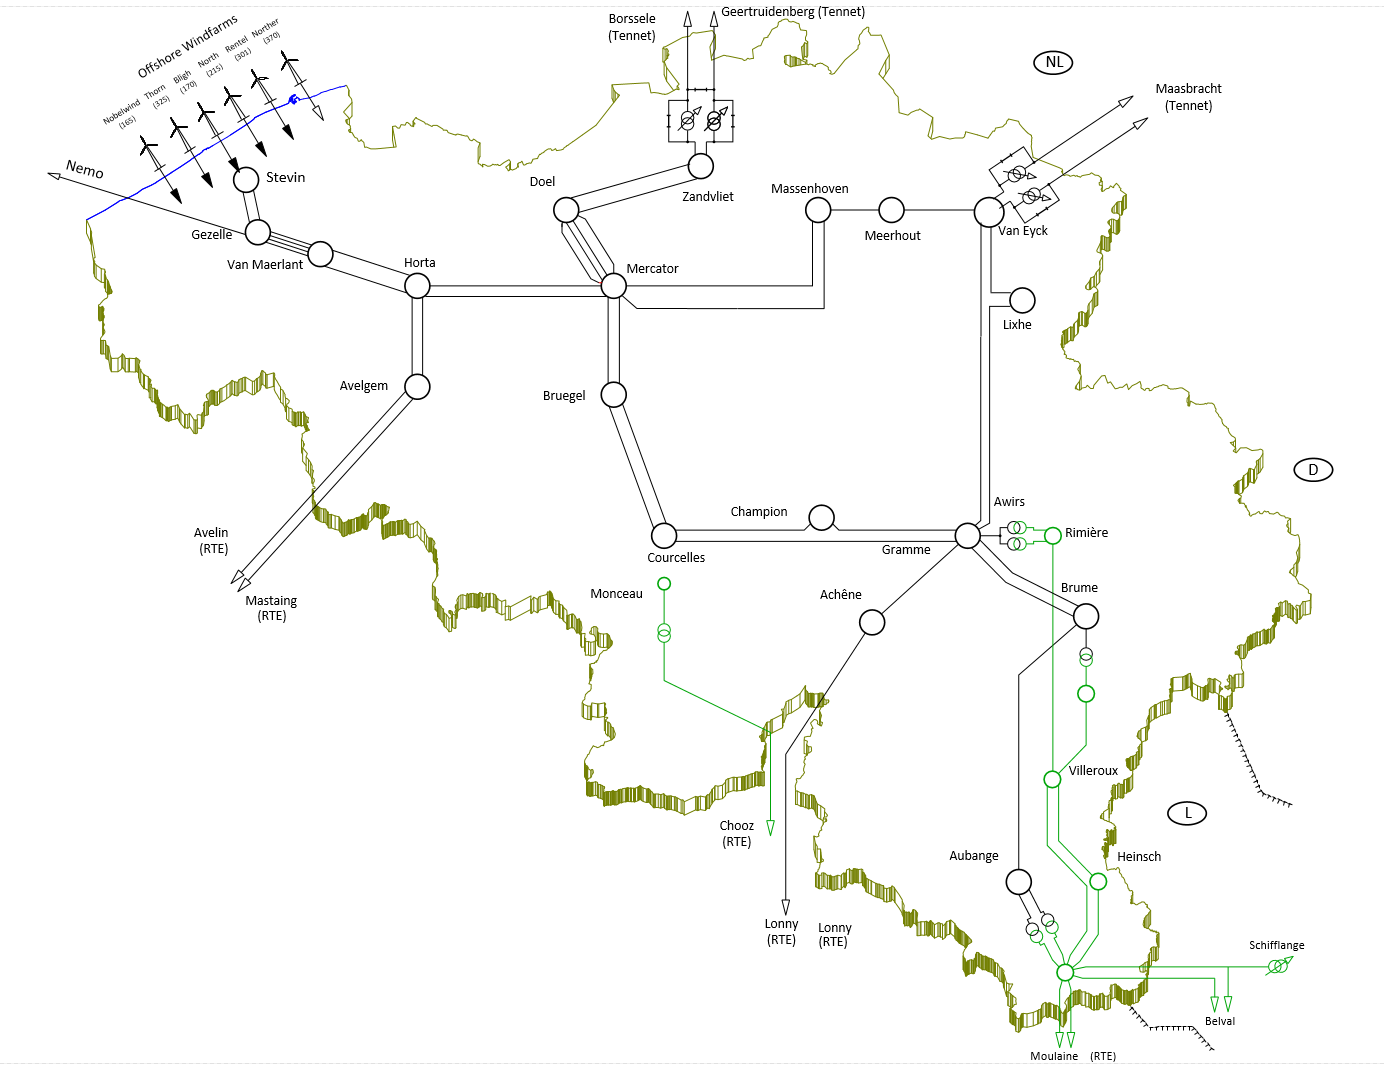 Offshore Windfarms
Nobelwind
(165)
Thorn
(325)
Bligh
(170)
North
(215)
Rentel
(301)
Norther
(370)
Borssele
(Tennet)
Geertruidenberg (Tennet)
NL
Maasbracht
(Tennet)
Nemo
Stevin
Gezelle
Van Maerlant
Horta
Doel
Zandvliet
Massenhoven
Meerhout
Van Eyck
Mercator
Lixhe
Avelgem
Bruegel
D
Avelin
(RTE)
Mastaing
(RTE)
Champion
Courcelles
Awirs
Gramme
Rimière
Monceau
Achêne
Brume
Villeroux
L
Chooz
(RTE)
Aubange
Heinsch
Lonny
(RTE)
Lonny
(RTE)
Schifflange
Belval
Moulaine (RTE)